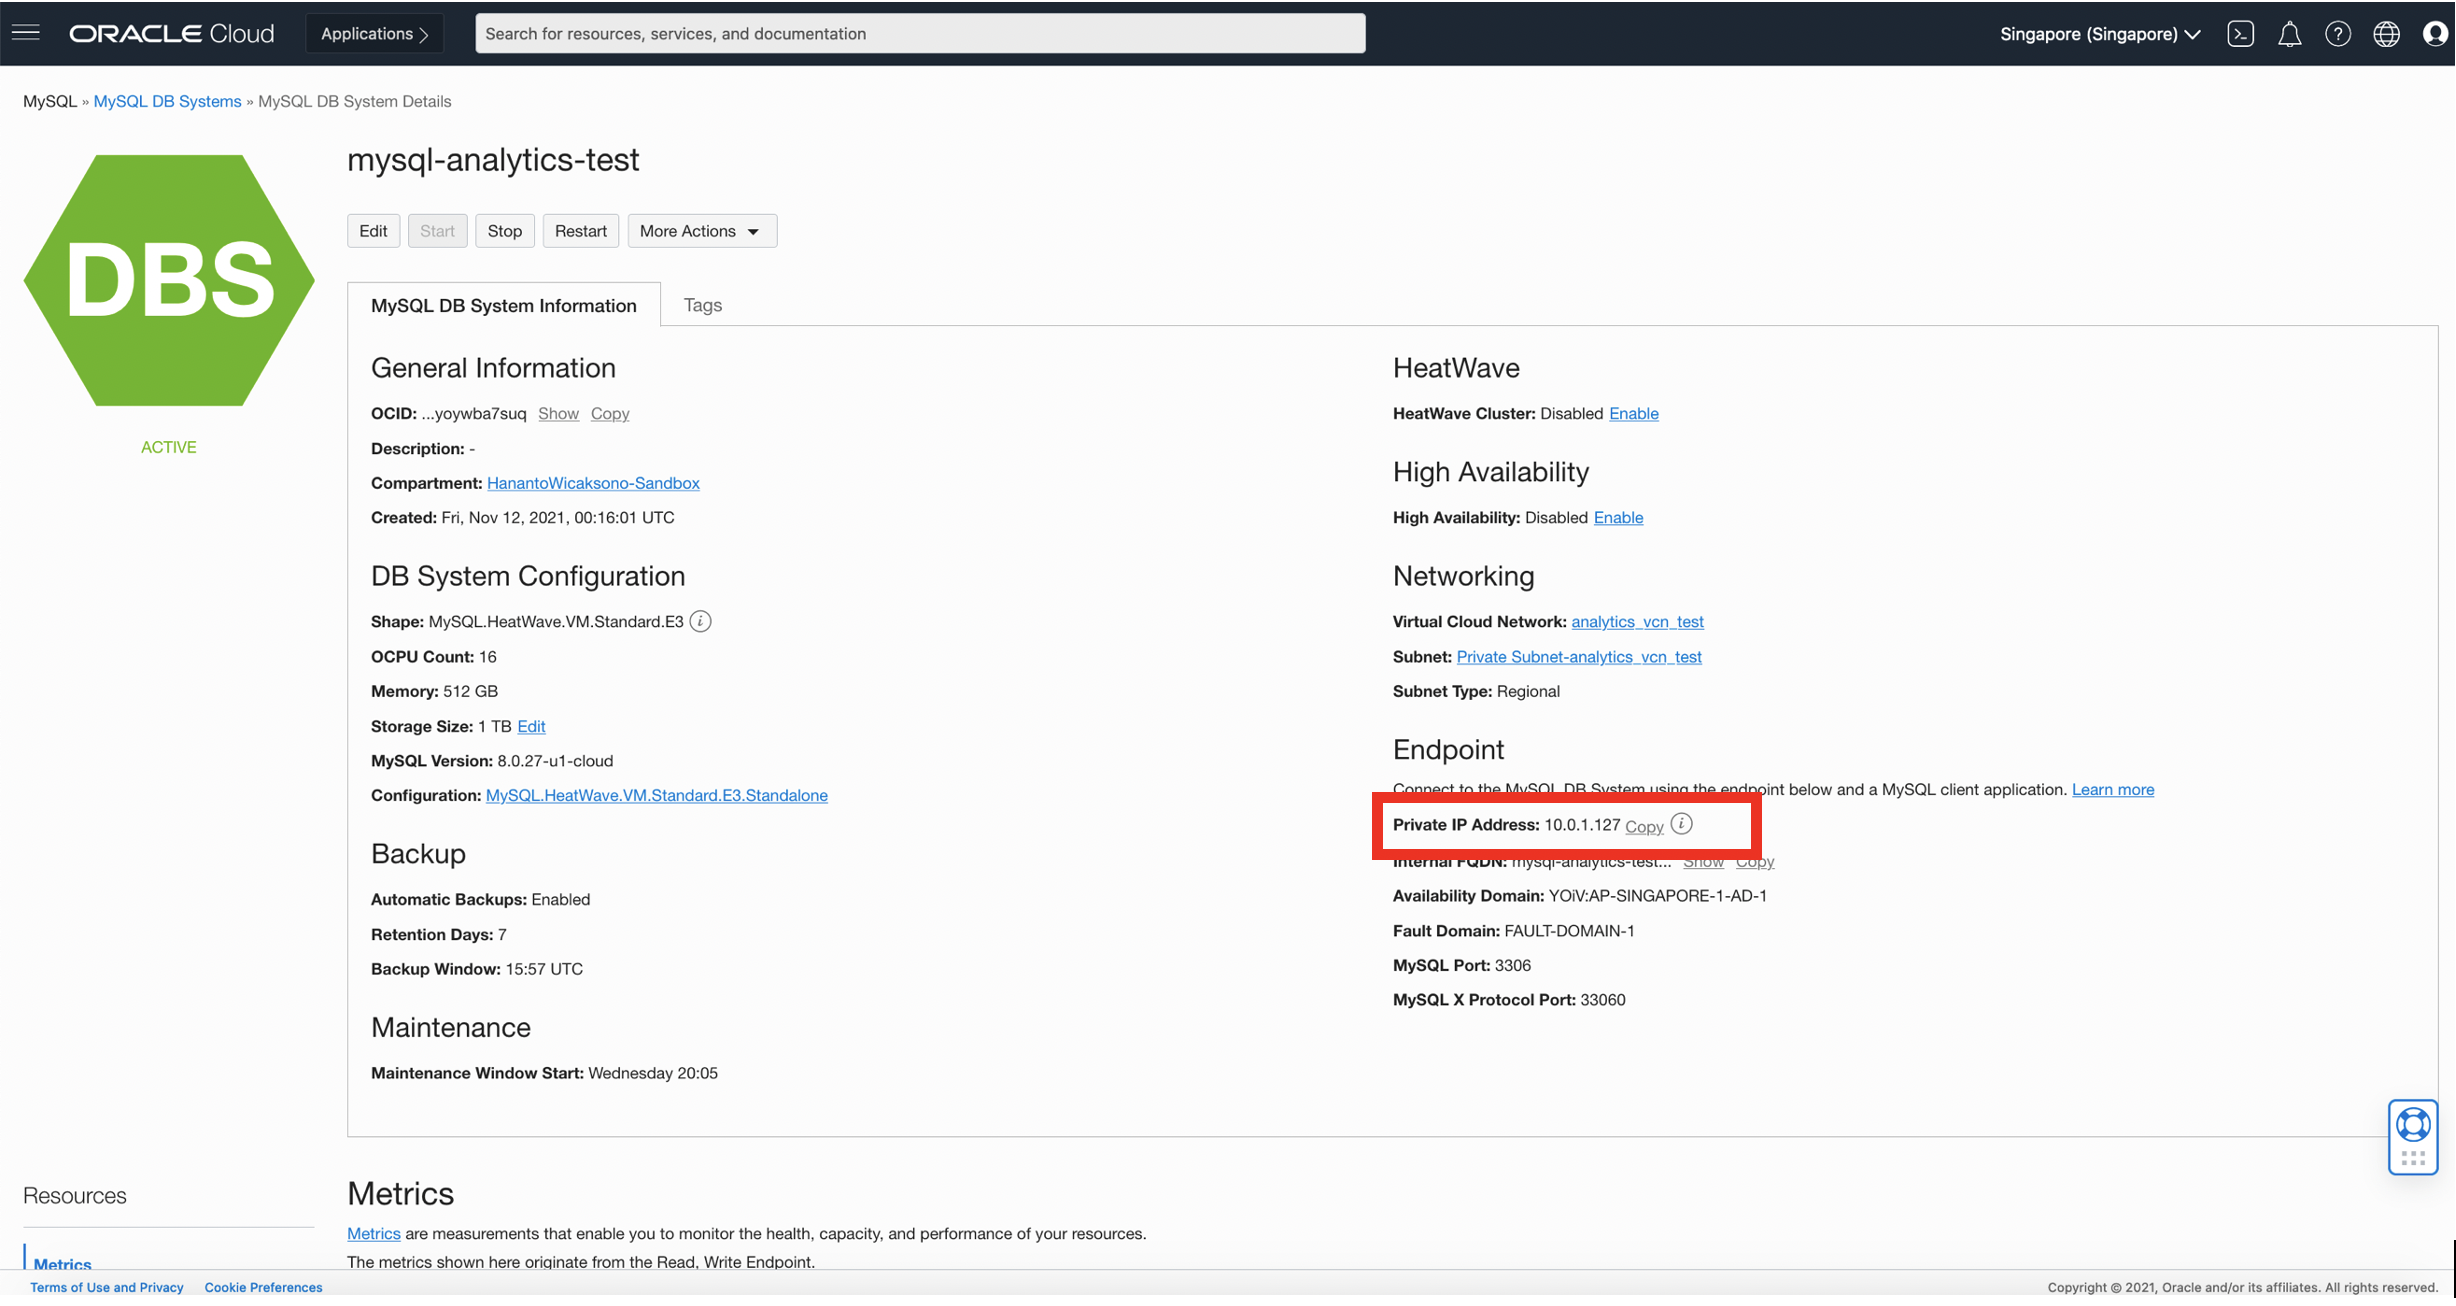 ORACLE Cloud
Applications
Search for resources, services, and documentation
Singapore (Singapore)
MySQL » MySQL DB Systems » MySQL DB System Details
DBS
ACTIVE
mysql-analytics-test
Edit
Start
Stop
Restart
More Actions
MySQL DB System Information
Tags
General Information
OCID: ...yoywba7suq Show Copy
Description: -
Compartment: HanantoWicaksono-Sandbox
Created: Fri, Nov 12, 2021, 00:16:01 UTC
DB System Configuration
Shape: MySQL.HeatWave.VM.Standard.E3
OCPU Count: 16
Memory: 512 GB
Storage Size: 1 TB Edit
MySQL Version: 8.0.27-u1-cloud
Configuration: MySQL.HeatWave.VM.Standard.E3.Standalone
Backup
Automatic Backups: Enabled
Retention Days: 7
Backup Window: 15:57 UTC
Maintenance
Maintenance Window Start: Wednesday 20:05
HeatWave
HeatWave Cluster: Disabled Enable
High Availability
High Availability: Disabled Enable
Networking
Virtual Cloud Network: analytics_vcn_test
Subnet: Private Subnet-analytics_vcn_test
Subnet Type: Regional
Endpoint
Connect to the MySQL DB System using the endpoint below and a MySQL client application. Learn more
Private IP Address: 10.0.1.127 Copy
Internal FQDN: mysql-analytics-test... Show Copy
Availability Domain: YOiV:AP-SINGAPORE-1-AD-1
Fault Domain: FAULT-DOMAIN-1
MySQL Port: 3306
MySQL X Protocol Port: 33060
Resources
Metrics
Metrics
Metrics are measurements that enable you to monitor the health, capacity, and performance of your resources.
The metrics shown here originate from the Read, Write Endpoint.
Terms of Use and Privacy
Cookie Preferences
Copyright © 2021, Oracle and/or its affiliates. All rights reserved.